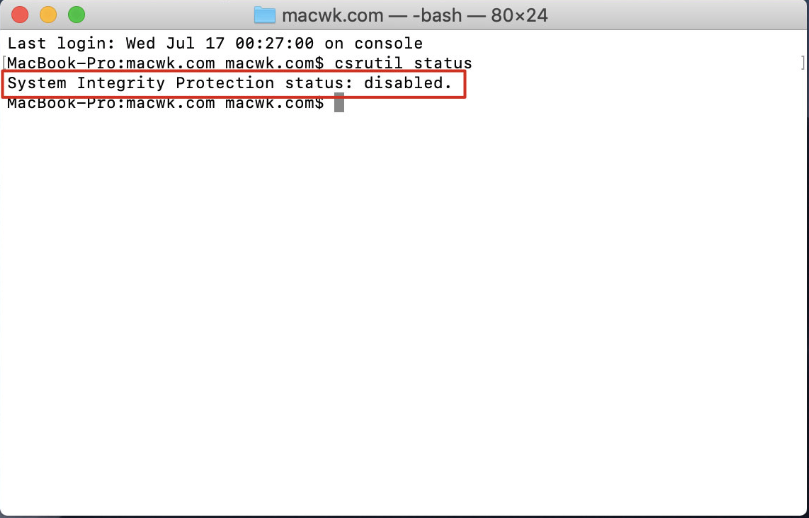 macwk.com — -bash — 80×24
Last login: Wed Jul 17 00:27:00 on console
[MacBook-Pro:macwk.com macwk.com$ csrutil status ]
System Integrity Protection status: disabled.
MacBook-Pro:macwk.com macwk.com$